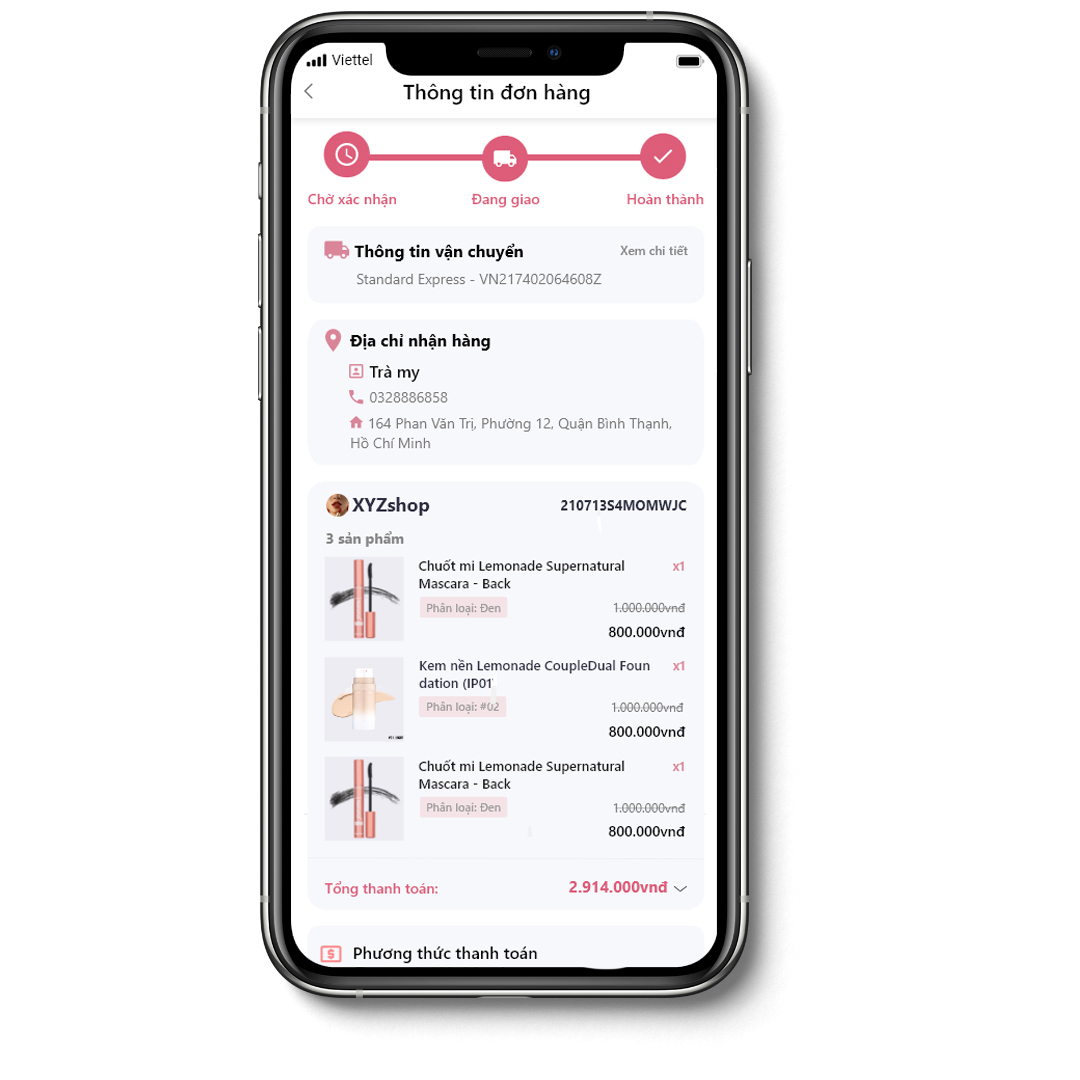 Viettel
Thông tin đơn hàng
Chờ xác nhận
Đang giao
Hoàn thành
Thông tin vận chuyển
Xem chi tiết
Standard Express - VN217402064608Z
Địa chỉ nhận hàng
Trà my
0328886858
164 Phan Văn Trị, Phường 12, Quận Bình Thạnh,
Hồ Chí Minh
XYZshop
210713S4MOMWJC
3 sản phẩm
Chuốt mi Lemonade Supernatural
x1
Mascara - Back
Phân loại: Đen
1.000.000vnđ
800.000vnđ
Kem nền Lemonade CoupleDual Foun
x1
dation (IP01
Phân loại: #02
1.000.000vnđ
800.000vnđ
Chuốt mi Lemonade Supernatural
x1
Mascara - Back
Phân loại: Đen
1.000.000vnđ
800.000vnđ
Tổng thanh toán:
2.914.000vnđ
Phương thức thanh toán